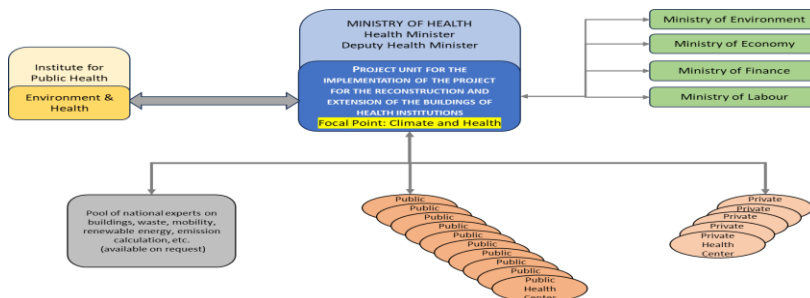 MINISTRY OF HEALTH
Health Minister
Deputy Health Minister
PROJECT UNIT FOR THE
IMPLEMENTATION OF THE PROJECT
FOR THE RECONSTRUCTION AND
EXTENSION OF THE BUILDINGS OF
HEALTH INSTITUTIONS
Focal Point: Climate and Health
Institute for
Public Health
Environment &
Health
Ministry of Environment
Ministry of Economy
Ministry of Finance
Ministry of Labour
Pool of national experts on
buildings, waste, mobility,
renewable energy, emission
calculation, etc.
(available on request)
Public
Public
Public
Public
Public
Public
Public
Public
Public
Health
Center
Private
Private
Private
Private
Private
Health
Center